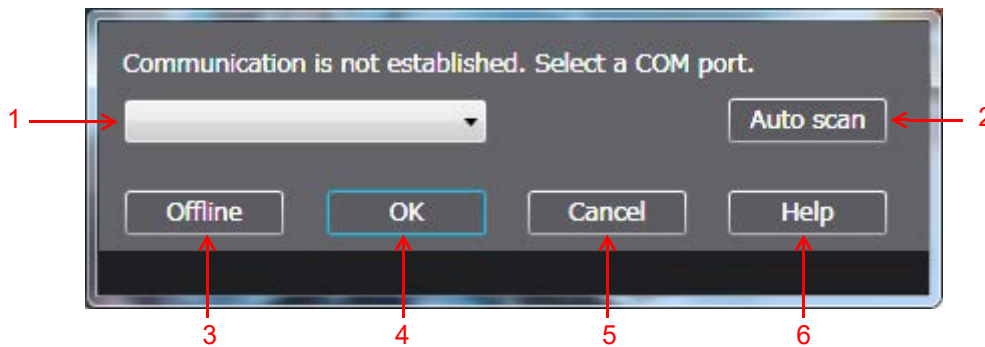 Communication is not established. Select a COM port.
1 Auto scan 2
Offline OK Cancel Help
3 4 5 6